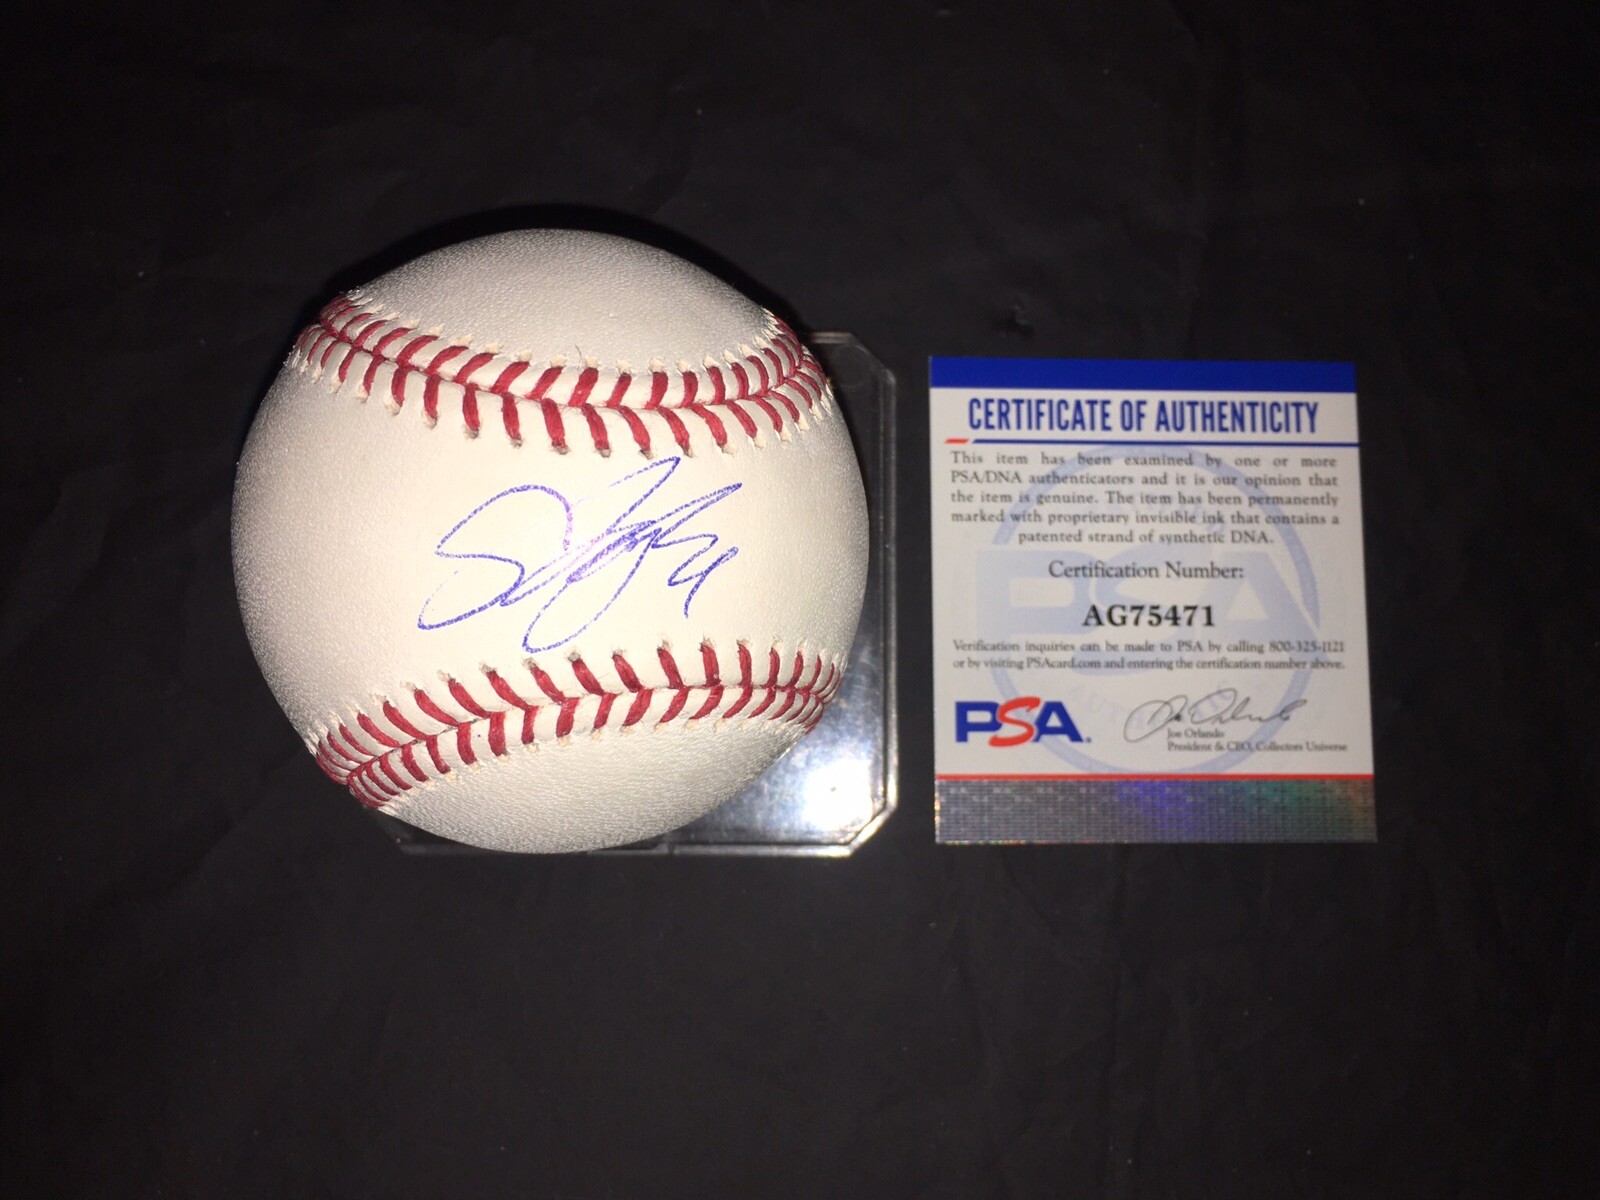 CERTIFICATE OF AUTHENTICITY
This item has been examined by one or more
PSA/DNA authenticators and it is our opinion that
the item is genuine. The item has been permanently
marked with proprietary invisible ink that contains a
patented strand of synthetic DNA.
Certification Number:
AG75471
Verification inquiries can be made to PSA by calling 800-325-1121
or by visiting PSAcard.com and entering the certification number above.
PSA.
Joe Orlando
President & CEO, Collectors Universe